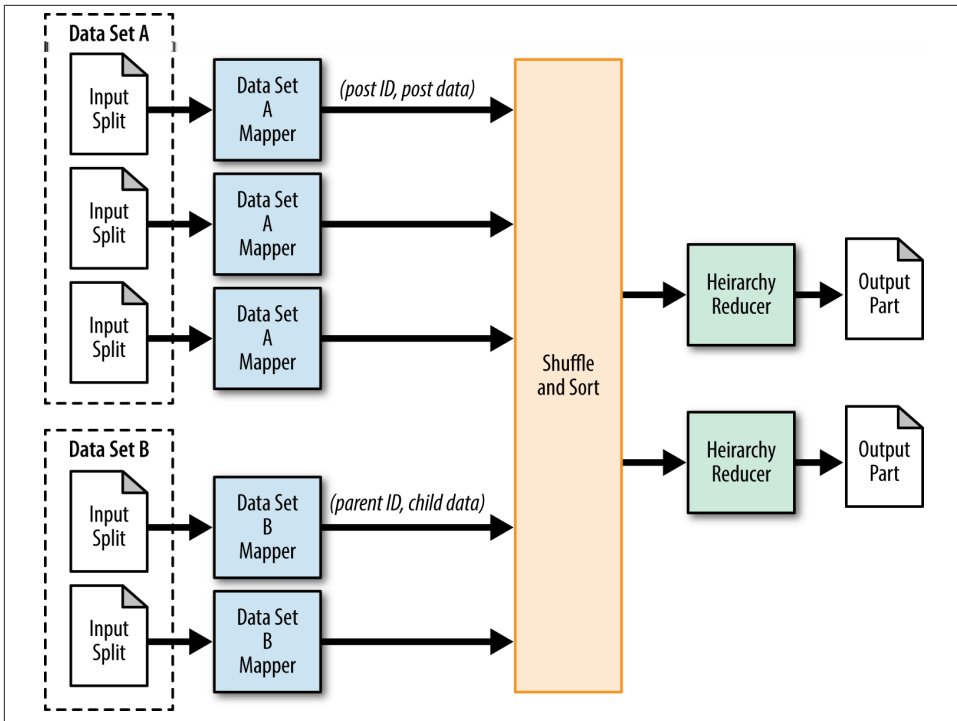 Data Set A
Input
Split
Data Set
A
Mapper
(post ID, post data)
Input
Split
Data Set
A
Mapper
Input
Split
Data Set
A
Mapper
Shuffle
and Sort
Heirarchy
Reducer
Output
Part
Heirarchy
Reducer
Output
Part
Data Set B
Input
Split
Data Set
B
Mapper
(parent ID, child data)
Input
Split
Data Set
B
Mapper